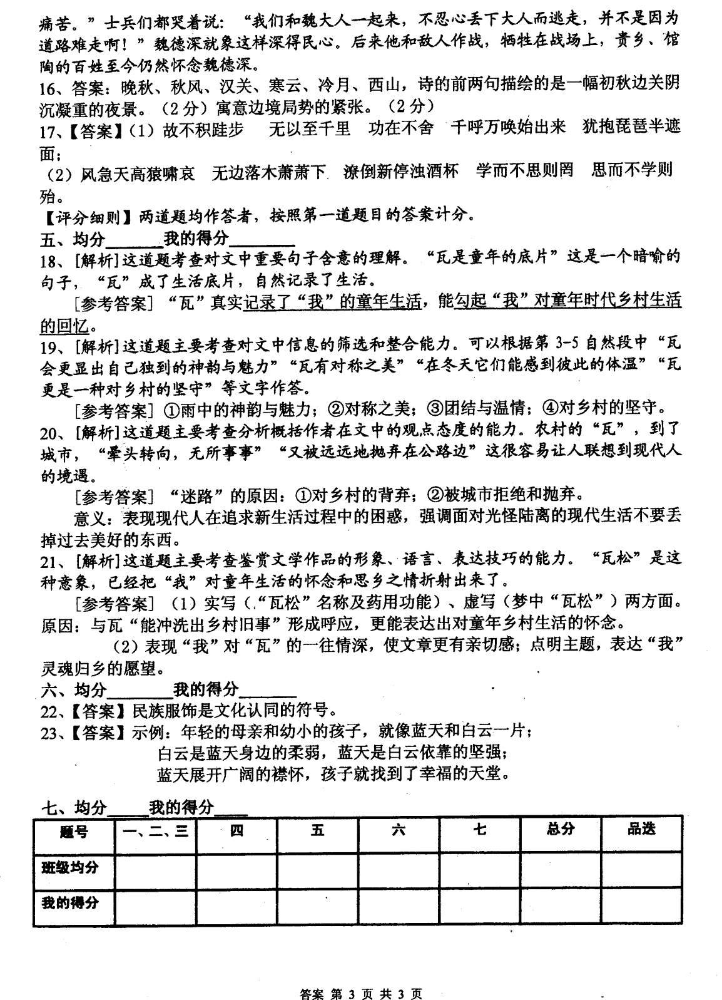 痛苦。”士兵们都哭着说：“我们和魏大人一起来，不忍心丢下大人而逃走，并不是因为
道路难走啊！”魏德深就象这样深得民心。后来他和敌人作战，牺牲在战场上，贵乡、馆
陶的百姓至今仍然怀念魏德深。
16、答案：晚秋、秋风、汉关、寒云、冷月、西山，诗的前两句描绘的是一幅初秋边关阴
沉凝重的夜景。（2分）寓意边境局势的紧张。（2分）
17、【答案】（1）故不积跬步 无以至千里 功在不舍 千呼万唤始出来 犹抱琵琶半遮
面；
（2）风急天高猿啸哀 无边落木萧萧下 潦倒新停浊酒杯 学而不思则罔 思而不学则
殆。
【评分细则】两道题均作答者，按照第一道题目的答案计分。
五、均分______我的得分_______
18、[解析]这道题考查对文中重要句子含意的理解。“瓦是童年的底片”这是一个暗喻的
句子，“瓦”成了生活底片，自然记录了生活。
[参考答案]“瓦”真实记录了“我”的童年生活，能勾起“我”对童年时代乡村生活
的回忆。
19、[解析]这道题主要考查对文中信息的筛选和整合能力。可以根据第 3-5 自然段中“瓦
会更显出自己独到的神韵与魅力”“瓦有对称之美”“在冬天它们能感到彼此的体温”“瓦
更是一种对乡村的坚守”等文字作答。
[参考答案]①雨中的神韵与魅力；②对称之美；③团结与温情；④对乡村的坚守。
20、[解析]这道题主要考查分析概括作者在文中的观点态度的能力。农村的“瓦”，到了
城市，“晕头转向，无所事事”“又被远远地抛弃在公路边”这很容易让人联想到现代人
的境遇。
[参考答案]“迷路”的原因：①对乡村的背弃；②被城市拒绝和抛弃。
意义：表现现代人在追求新生活过程中的困惑，强调面对光怪陆离的现代生活不要丢
掉过去美好的东西。
21、[解析]这道题主要考查鉴赏文学作品的形象、语言、表达技巧的能力。“瓦松”是这
种意象，已经把“我”对童年生活的怀念和思乡之情折射出来了。
[参考答案]（1）实写（“瓦松”名称及药用功能）、虚写（梦中“瓦松”）两方面。
原因：与瓦“能冲洗出乡村旧事”形成呼应，更能表达出对童年乡村生活的怀念。
（2）表现“我”对“瓦”的一往情深，使文章更有亲切感；点明主题，表达“我”
灵魂归乡的愿望。
六、均分_______我的得分______
22、【答案】民族服饰是文化认同的符号。
23、【答案】示例：年轻的母亲和幼小的孩子，就像蓝天和白云一片；
白云是蓝天身边的柔弱，蓝天是白云依靠的坚强；
蓝天展开广阔的襟怀，孩子就找到了幸福的天堂。
七、均分____我的得分____
题号 一、二、三 四 五 六 七 总分 品迭
班级均分
我的得分
答案 第 3 页 共 3 页